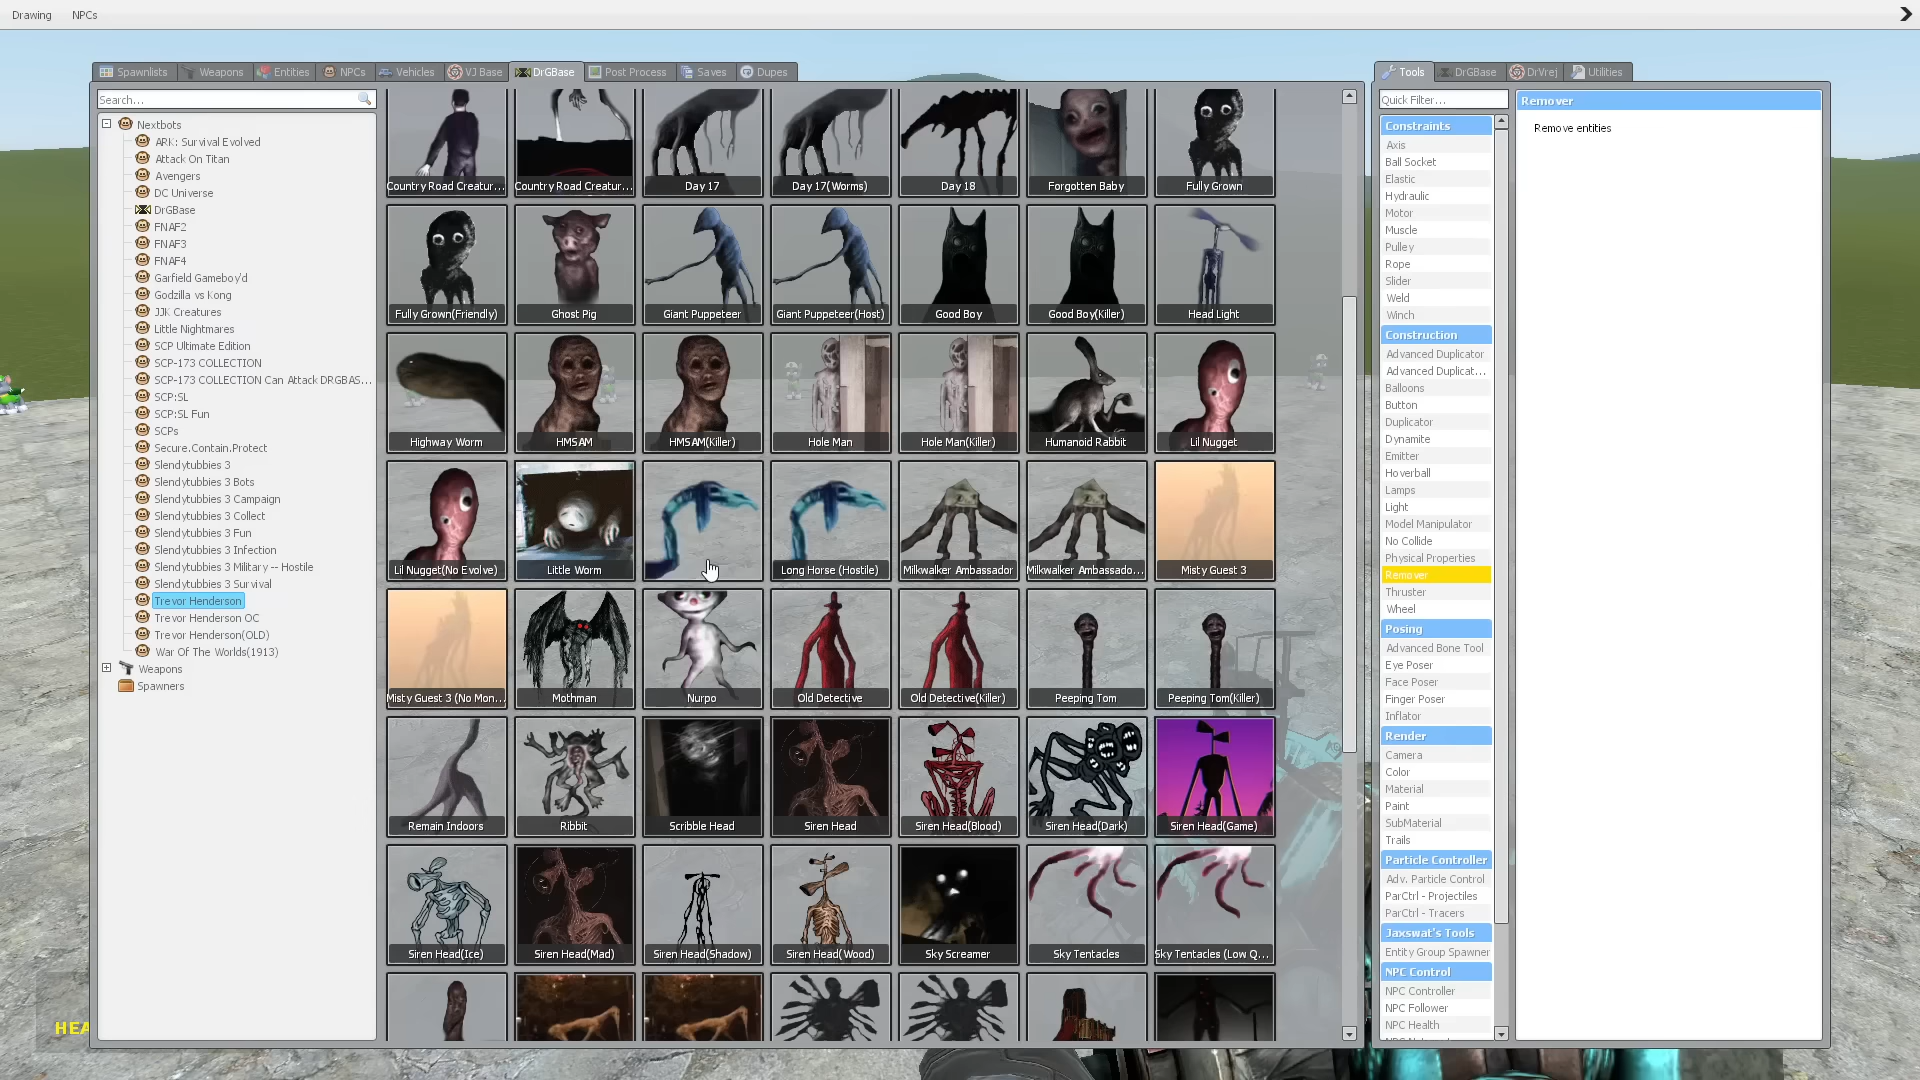 Drawing NPCs
Spawnlists Weapons Entities NPCs Vehicles VJ Base DrGBase Post Process Saves Dupes
Search...
Nextbots
ARK: Survival Evolved
Attack On Titan
Avengers
DC Universe
DrGBase
FNAF2
FNAF3
FNAF4
Garfield Gameboy'd
Godzilla vs Kong
JJK Creatures
Little Nightmares
SCP Ultimate Edition
SCP-173 COLLECTION
SCP-173 COLLECTION Can Attack DRGBAS...
SCP:SL
SCP:SL Fun
SCPs
Secure.Contain.Protect
Slendytubbies 3
Slendytubbies 3 Bots
Slendytubbies 3 Campaign
Slendytubbies 3 Collect
Slendytubbies 3 Fun
Slendytubbies 3 Infection
Slendytubbies 3 Military -- Hostile
Slendytubbies 3 Survival
Trevor Henderson
Trevor Henderson OC
Trevor Henderson(OLD)
War Of The Worlds(1913)
Weapons
Spawners
Country Road Creatur... Country Road Creatur... Day 17 Day 17(Worms) Day 18 Forgotten Baby Fully Grown
Fully Grown(Friendly) Ghost Pig Giant Puppeteer Giant Puppeteer(Host) Good Boy Good Boy(Killer) Head Light
Highway Worm HMSAM HMSAM(Killer) Hole Man Hole Man(Killer) Humanoid Rabbit Lil Nugget
Lil Nugget(No Evolve) Little Worm Long Horse (Hostile) Milkwalker Ambassador Milkwalker Ambassado... Misty Guest 3
Misty Guest 3 (No Mon... Mothman Nurpo Old Detective Old Detective(Killer) Peeping Tom Peeping Tom(Killer)
Remain Indoors Ribbit Scribble Head Siren Head Siren Head(Blood) Siren Head(Dark) Siren Head(Game)
Siren Head(Ice) Siren Head(Mad) Siren Head(Shadow) Siren Head(Wood) Sky Screamer Sky Tentacles Sky Tentacles (Low Q...
HEA
Tools DrGBase DrVrej Utilities
Quick Filter...
Constraints
Axis
Ball Socket
Elastic
Hydraulic
Motor
Muscle
Pulley
Rope
Slider
Weld
Winch
Construction
Advanced Duplicator
Advanced Duplicat...
Balloons
Button
Duplicator
Dynamite
Emitter
Hoverball
Lamps
Light
Model Manipulator
No Collide
Physical Properties
Remover
Thruster
Wheel
Posing
Advanced Bone Tool
Eye Poser
Face Poser
Finger Poser
Inflator
Render
Camera
Color
Material
Paint
SubMaterial
Trails
Particle Controller
Adv. Particle Control
ParCtrl - Projectiles
ParCtrl - Tracers
Jaxswat's Tools
Entity Group Spawner
NPC Control
NPC Controller
NPC Follower
NPC Health
Remover
Remove entities